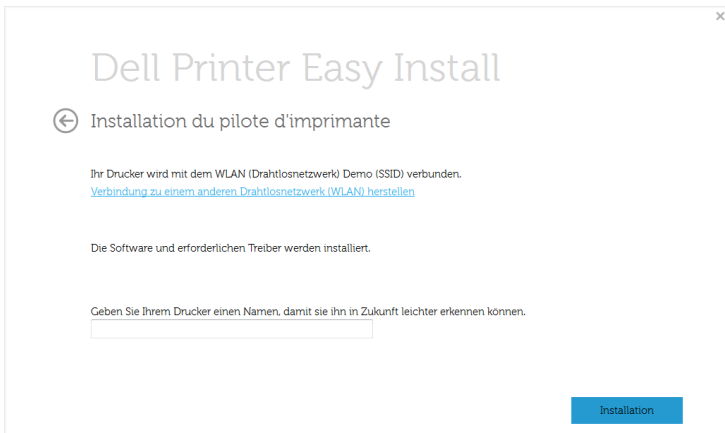 Dell Printer Easy Install
Installation du pilote d'imprimante
Ihr Drucker wird mit dem WLAN (Drahtlosnetzwerk) Demo (SSID) verbunden.
Verbindung zu einem anderen Drahtlosnetzwerk (WLAN) herstellen
Die Software und erforderlichen Treiber werden installiert.
Geben Sie Ihrem Drucker einen Namen, damit sie ihn in Zukunft leichter erkennen können.
Installation